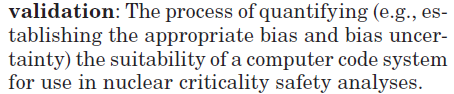 validation: The process of quantifying (e.g., es-
tablishing the appropriate bias and bias uncer-
tainty) the suitability of a computer code system
for use in nuclear criticality safety analyses.